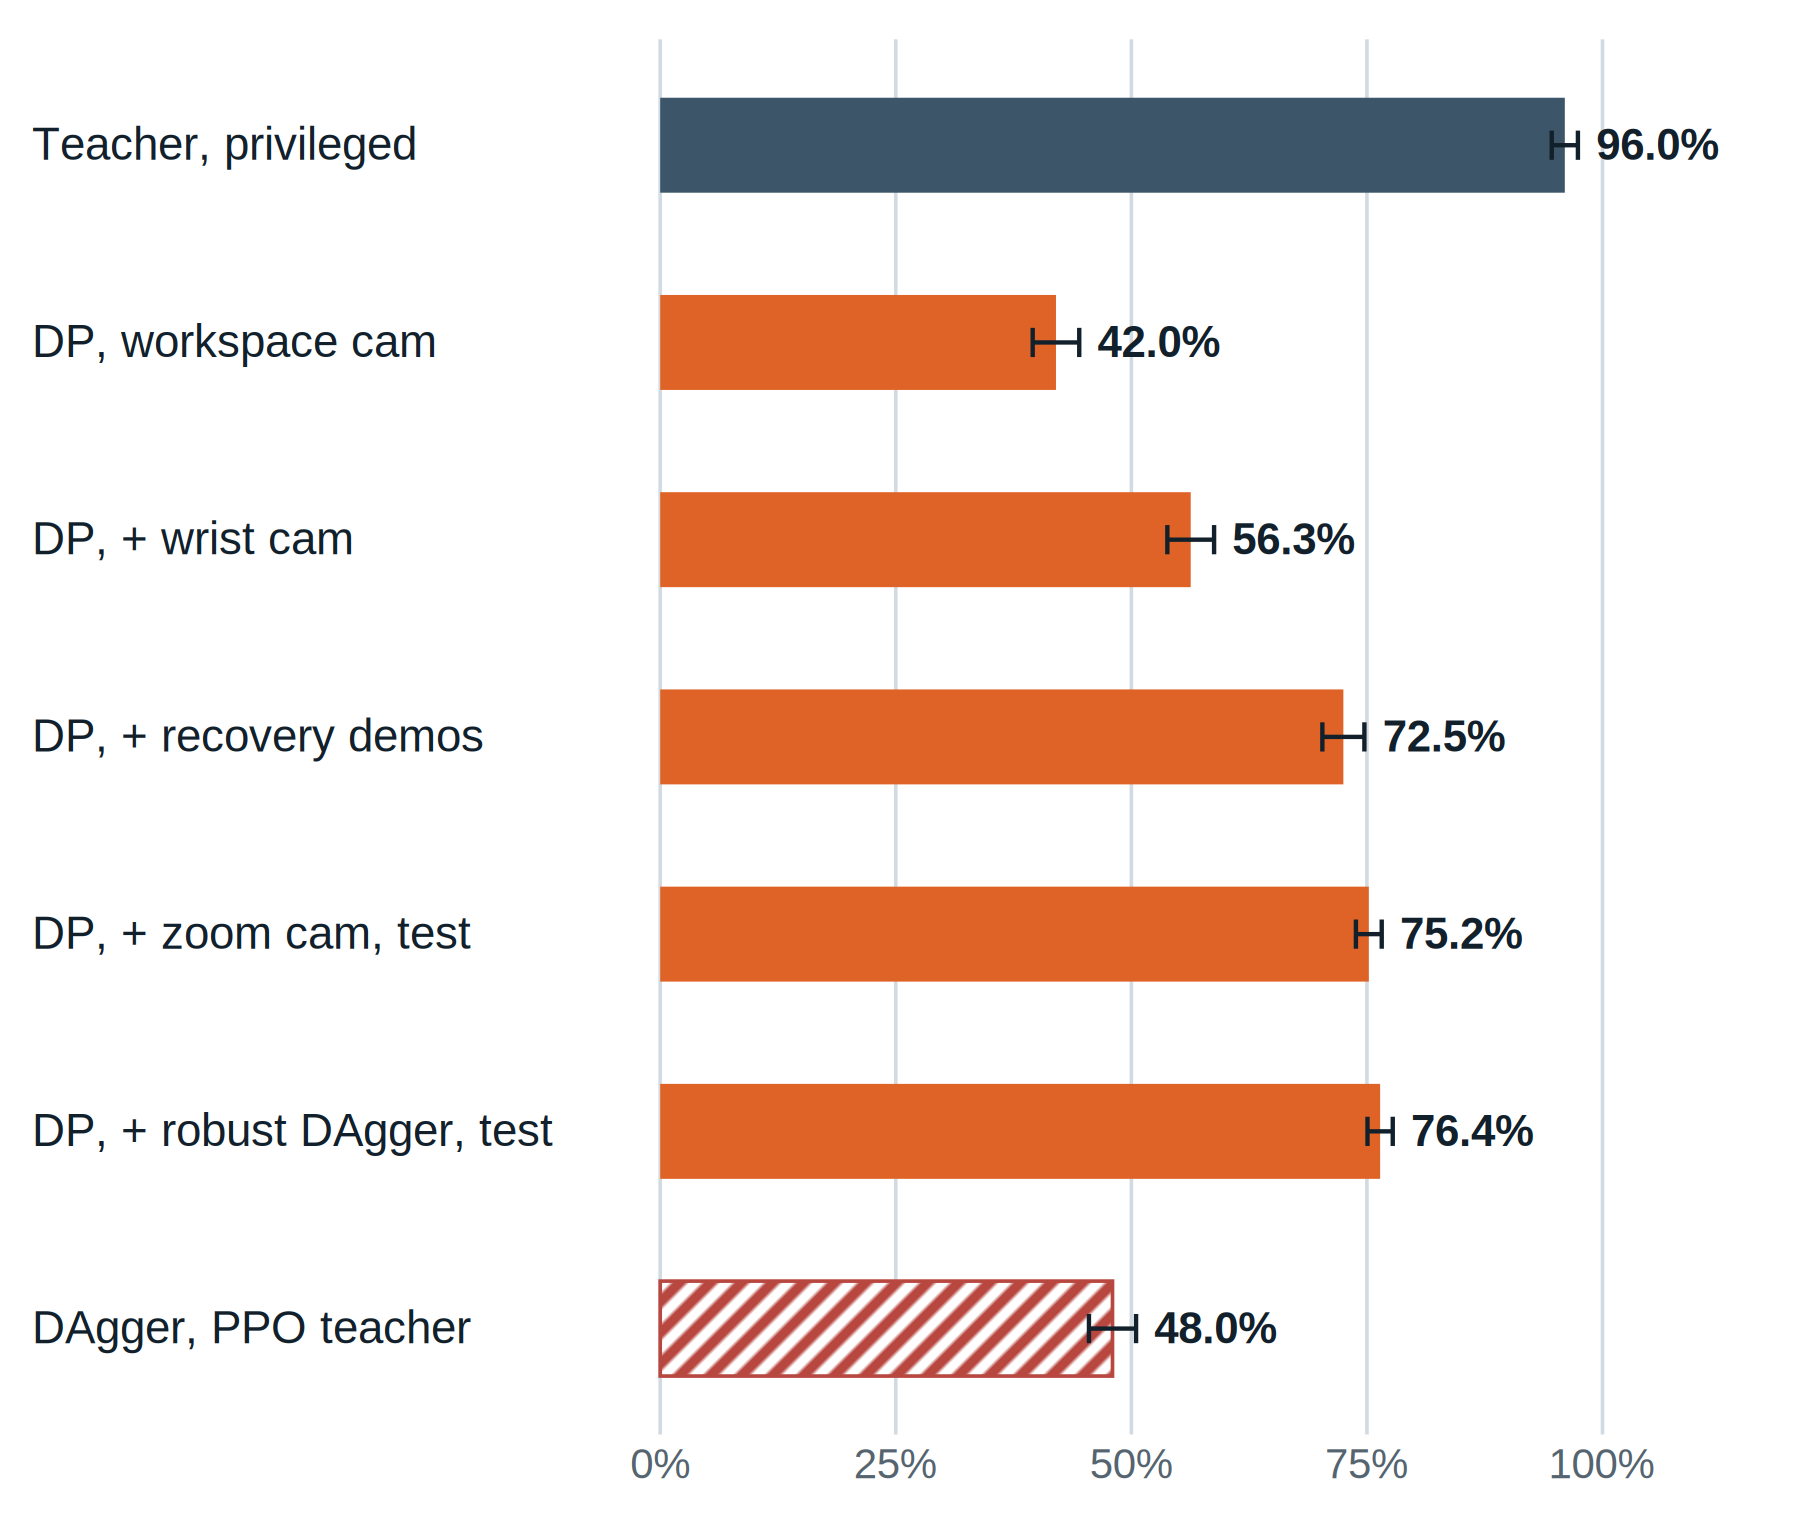 Teacher, privileged
96.0%
DP, workspace cam
42.0%
DP, + wrist cam
56.3%
DP, + recovery demos
72.5%
DP, + zoom cam, test
75.2%
DP, + robust DAgger, test
76.4%
DAgger, PPO teacher
48.0%
0% 25% 50% 75% 100%